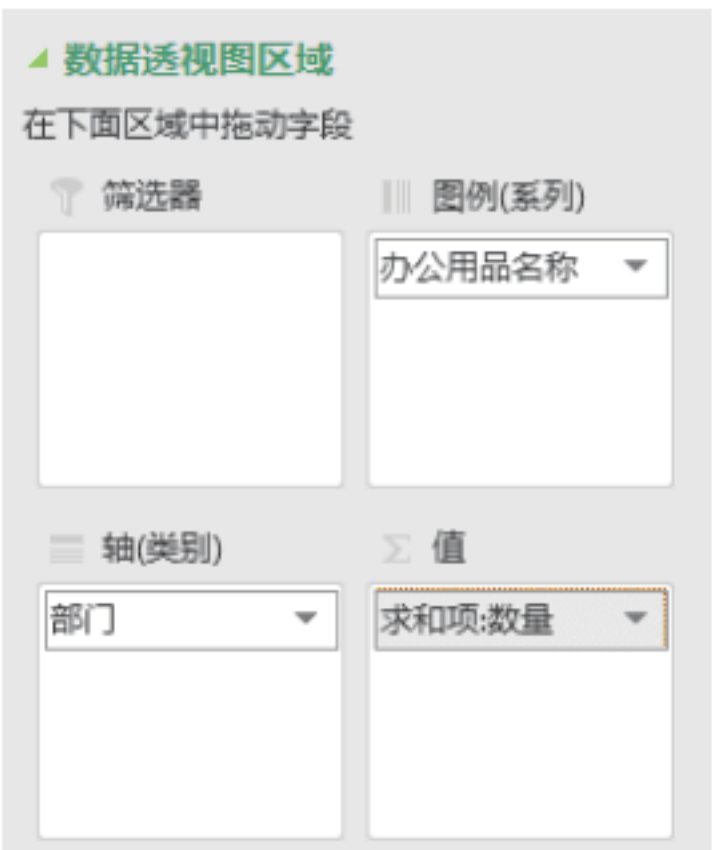 数据透视图区域
在下面区域中拖动字段
筛选器
图例(系列)
办公用品名称
轴(类别)
值
部门
求和项:数量